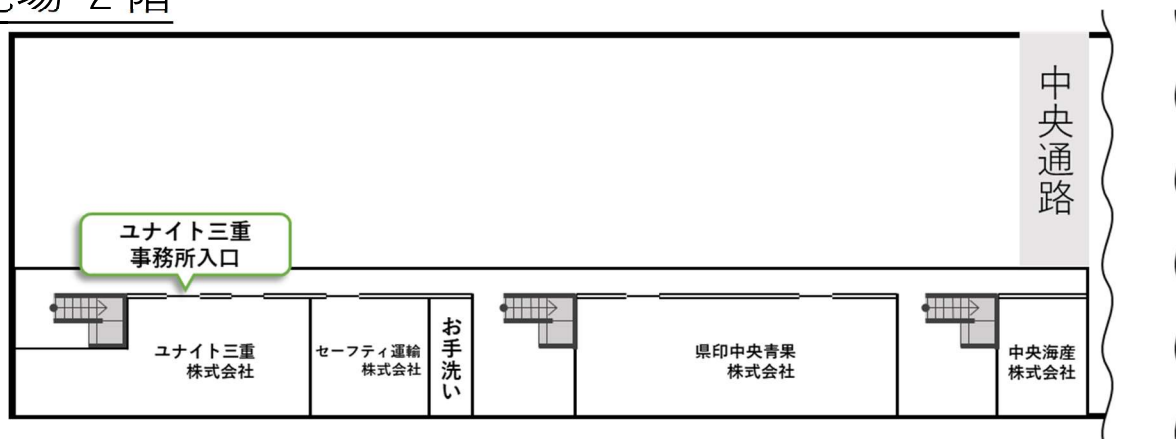 場 2階
中央通路
ユナイト三重
事務所入口
ユナイト三重
株式会社
セーフティ運輸
株式会社
お手洗い
県印中央青果
株式会社
中央海産
株式会社